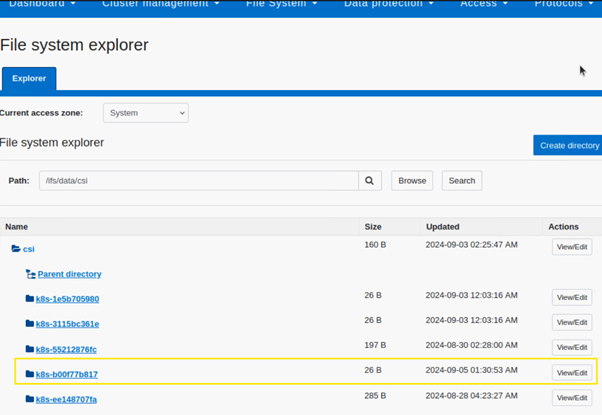 Dashboard Cluster management File System Data protection Access Protocols
File system explorer
Explorer
Current access zone: System
File system explorer Create directory
Path: /ifs/data/csi Browse Search
Name Size Updated Actions
csi 160 B 2024-09-03 02:25:47 AM View/Edit
Parent directory
k8s-1e5b705980 26 B 2024-09-03 12:03:16 AM View/Edit
k8s-3115bc361e 26 B 2024-09-03 12:03:16 AM View/Edit
k8s-55212876fc 197 B 2024-08-30 02:28:00 AM View/Edit
k8s-b00f77b817 26 B 2024-09-05 01:30:53 AM View/Edit
k8s-ee148707fa 285 B 2024-08-28 04:23:27 AM View/Edit